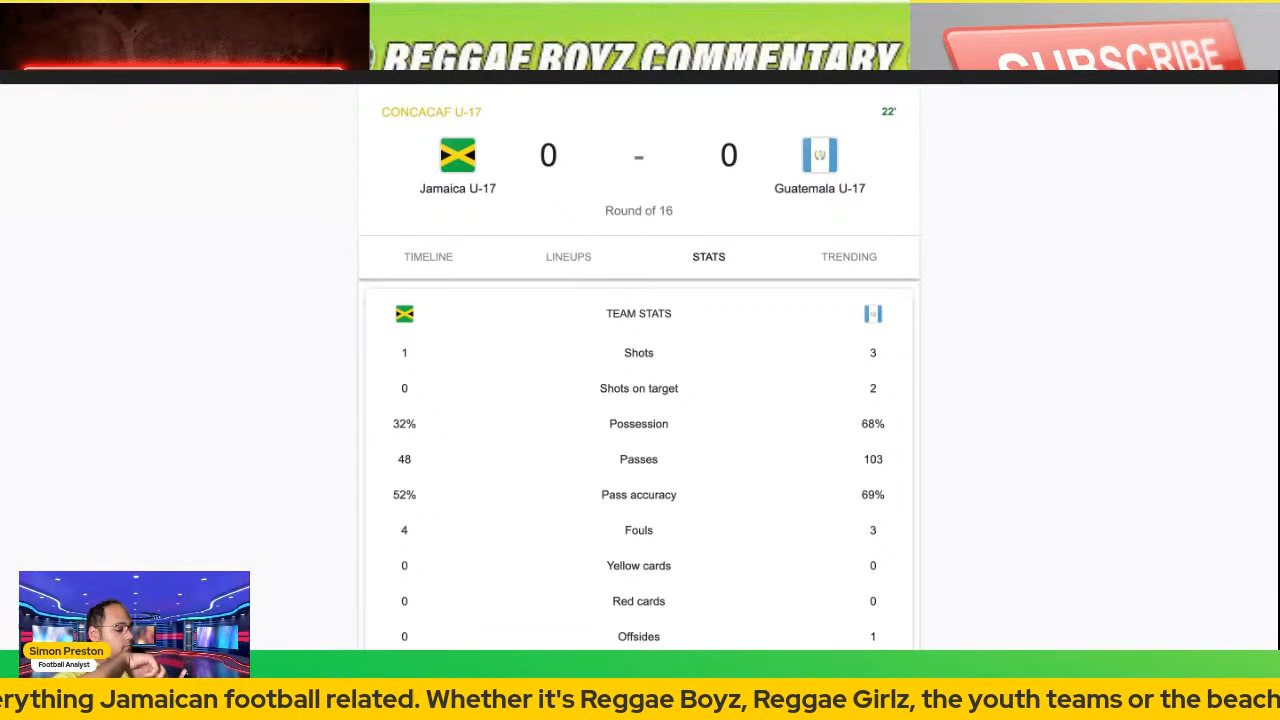 REGGAE BOYZ COMMENTARY
SUBSCRIBE
CONCACAF U-17
22'
0 - 0
Jamaica U-17 Guatemala U-17
Round of 16
TIMELINE LINEUPS STATS TRENDING
TEAM STATS
1 Shots 3
0 Shots on target 2
32% Possession 68%
48 Passes 103
52% Pass accuracy 69%
4 Fouls 3
0 Yellow cards 0
0 Red cards 0
0 Offsides 1
Simon Preston
Football Analyst
erything Jamaican football related. Whether it's Reggae Boyz, Reggae Girlz, the youth teams or the beach